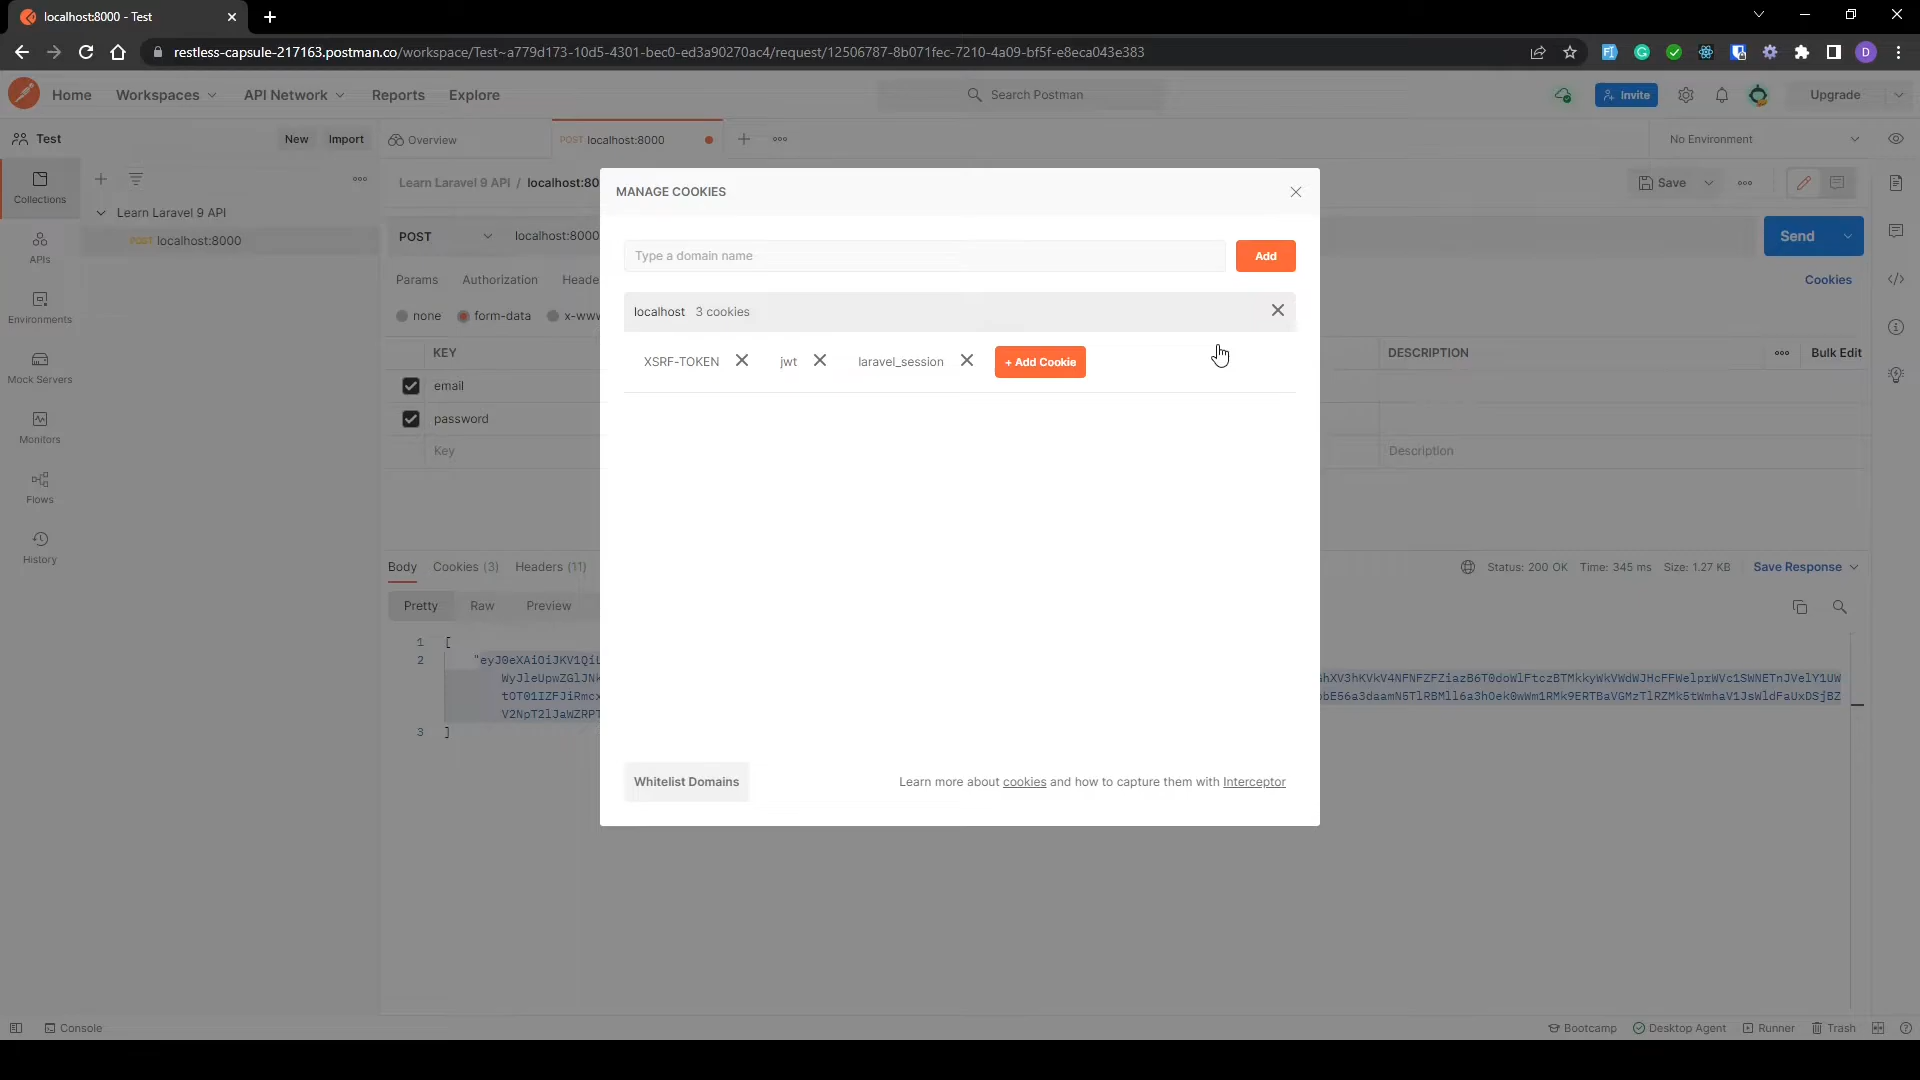 localhost:8000 - Test
restless-capsule-217163.postman.co/workspace/Test~a779d173-10d5-4301-bec0-ed3a90270ac4/request/12506787-8b071fec-7210-4a09-bf5f-e8eca043e383
D
Home Workspaces API Network Reports Explore Search Postman Invite Upgrade
Test New Import Overview POST localhost:8000 No Environment
Learn Laravel 9 API / localhost:80 Save
MANAGE COOKIES
Collections
Learn Laravel 9 API
POST localhost:8000
POST localhost:8000 Send
Type a domain name Add
APIs
Params Authorization Heade Cookies
Environments
none form-data x-www
localhost 3 cookies
KEY DESCRIPTION Bulk Edit
XSRF-TOKEN jwt laravel_session + Add Cookie
Mock Servers
email
password
Monitors
Key Description
Flows
History
Body Cookies (3) Headers (11) Status: 200 OK Time: 345 ms Size: 1.27 KB Save Response
Pretty Raw Preview
1 [
2
3 ]
Whitelist Domains Learn more about cookies and how to capture them with Interceptor
Console Bootcamp Desktop Agent Runner Trash